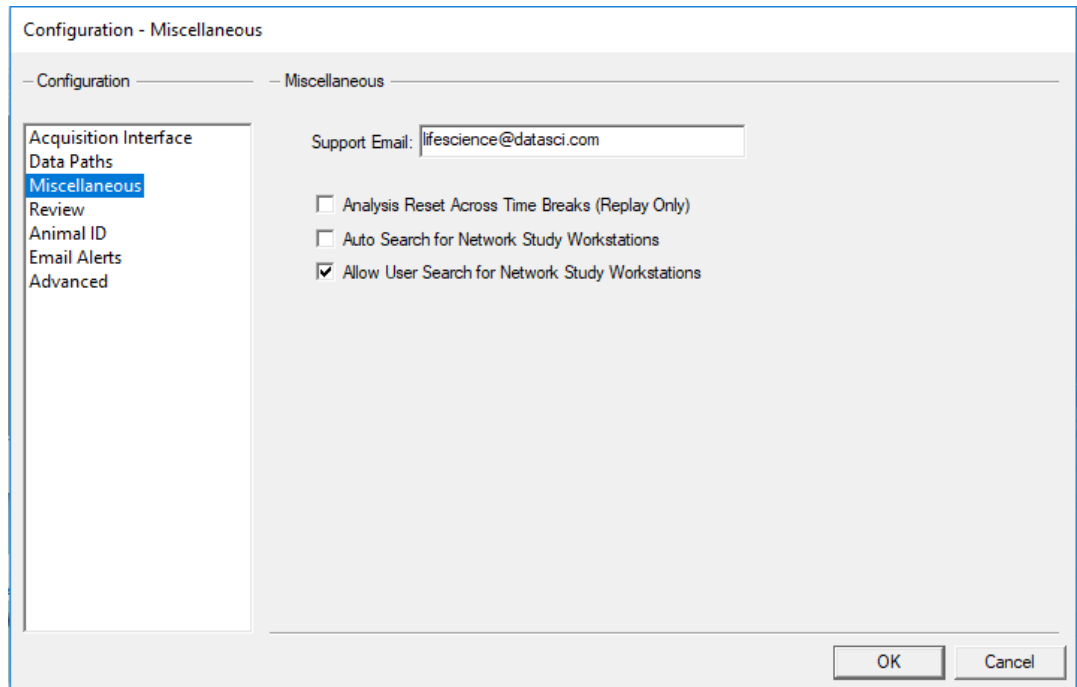 Configuration - Miscellaneous
Configuration
Acquisition Interface
Data Paths
Miscellaneous
Review
Animal ID
Email Alerts
Advanced
Miscellaneous
Support Email: lifescience@datasci.com
Analysis Reset Across Time Breaks (Replay Only)
Auto Search for Network Study Workstations
Allow User Search for Network Study Workstations
OK
Cancel